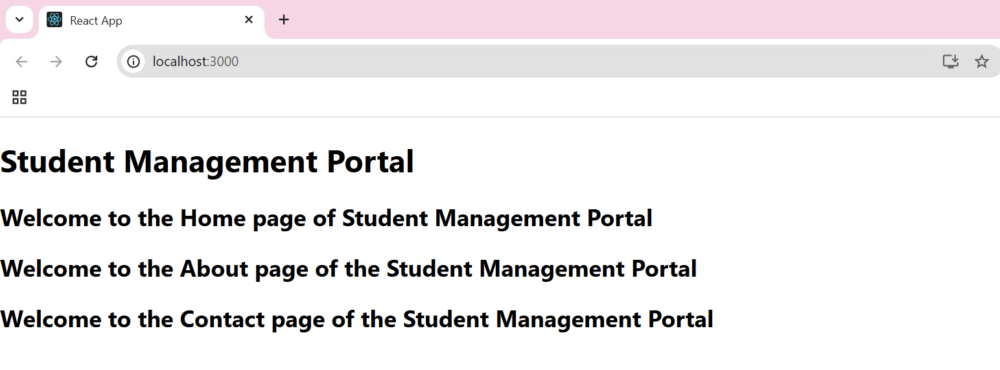 React App
localhost:3000
Student Management Portal
Welcome to the Home page of Student Management Portal
Welcome to the About page of the Student Management Portal
Welcome to the Contact page of the Student Management Portal